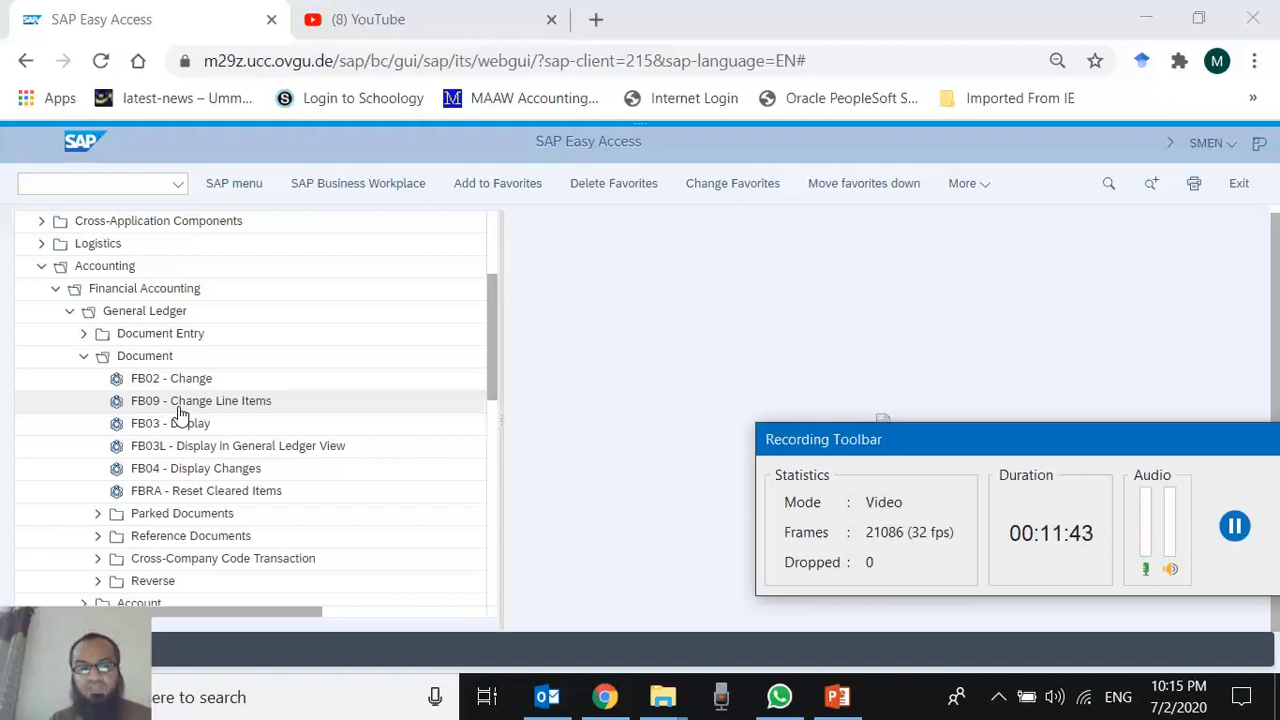 SAP Easy Access
(8) YouTube
m29z.ucc.ovgu.de/sap/bc/gui/sap/its/webgui/?sap-client=215&sap-language=EN#
M
Apps
latest-news – Umm...
Login to Schoology
MAAW Accounting...
Internet Login
Oracle PeopleSoft S...
Imported From IE
»
SAP
SAP Easy Access
SMEN
SAP menu
SAP Business Workplace
Add to Favorites
Delete Favorites
Change Favorites
Move favorites down
More
Exit
Cross-Application Components
Logistics
Accounting
Financial Accounting
General Ledger
Document Entry
Document
FB02 - Change
FB09 - Change Line Items
FB03 - Display
FB03L - Display in General Ledger View
FB04 - Display Changes
FBRA - Reset Cleared Items
Parked Documents
Reference Documents
Cross-Company Code Transaction
Reverse
Account
Recording Toolbar
Statistics
Mode : Video
Frames : 21086 (32 fps)
Dropped : 0
Duration
00:11:43
Audio
here to search
ENG
10:15 PM
7/2/2020